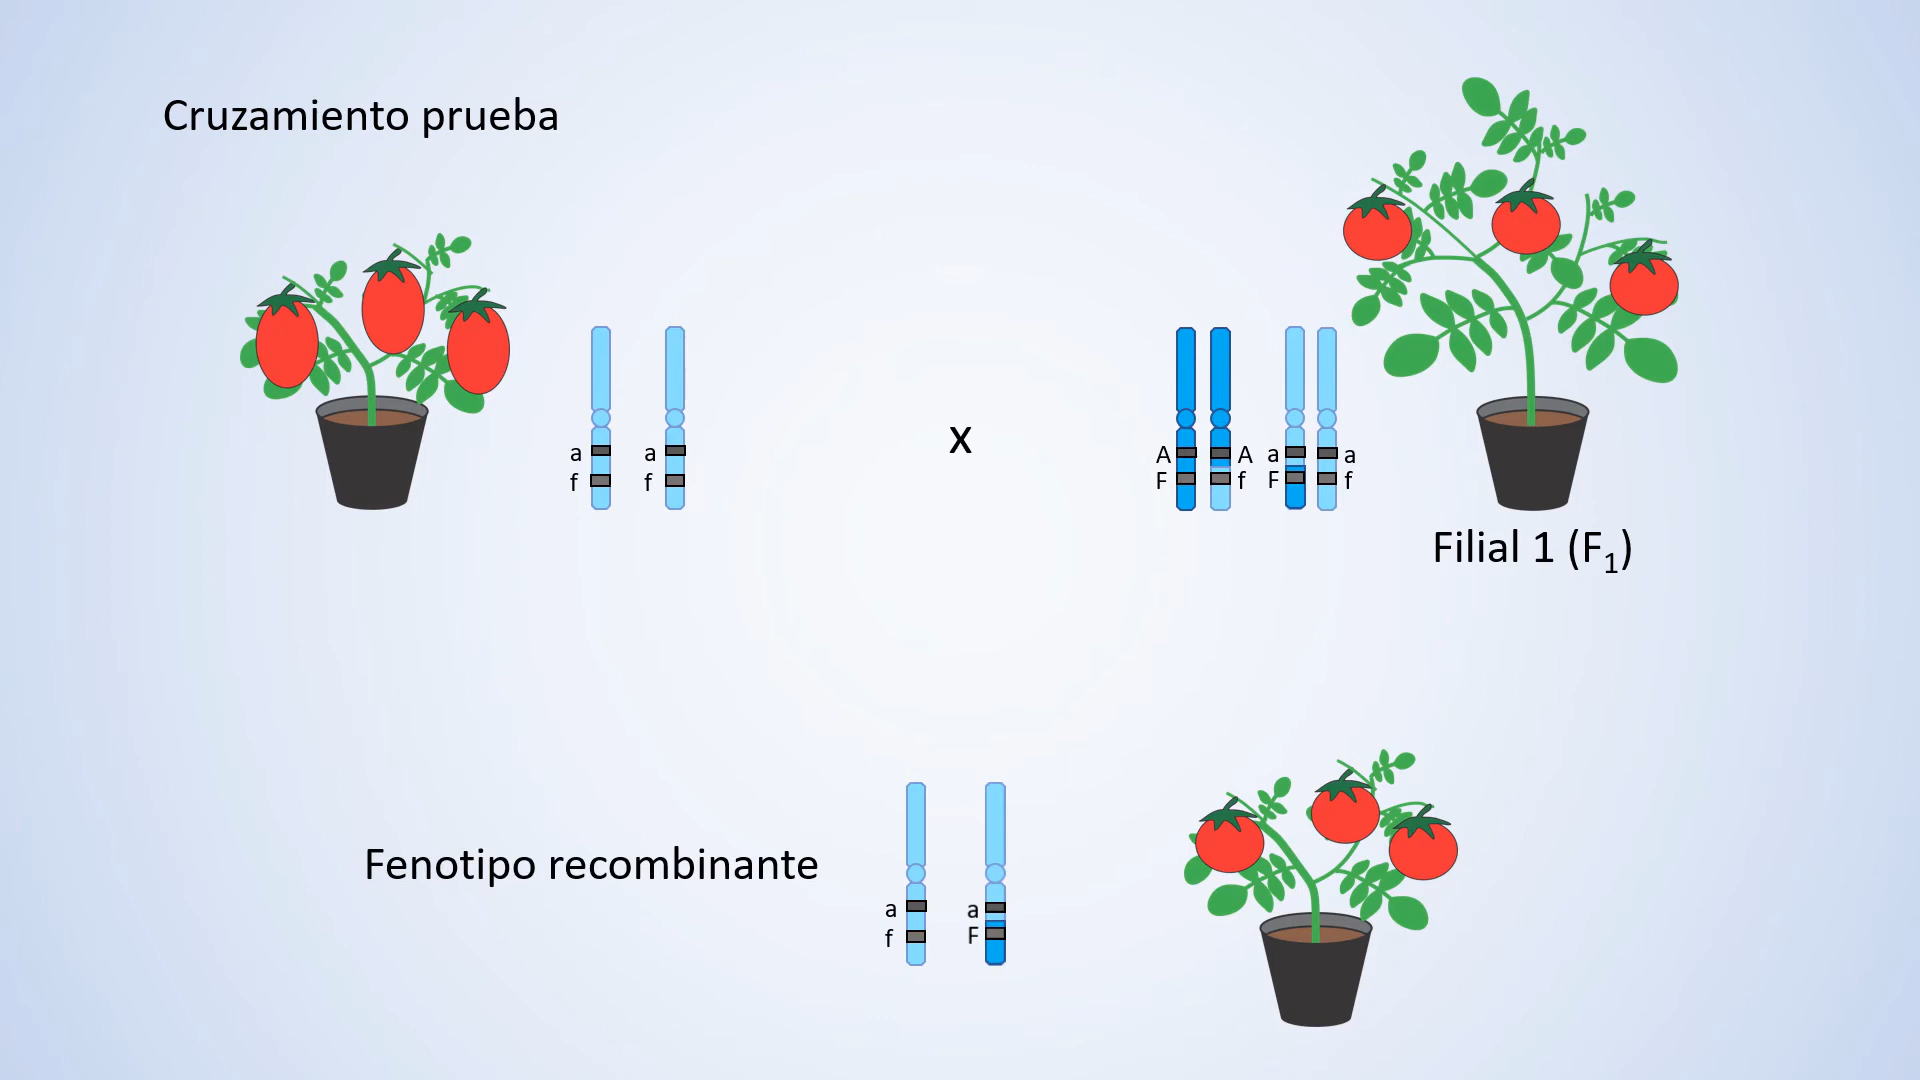 Cruzamiento prueba
a a
f f
x
A A a a
F f F f
Filial 1 (F₁)
Fenotipo recombinante
a a
f F